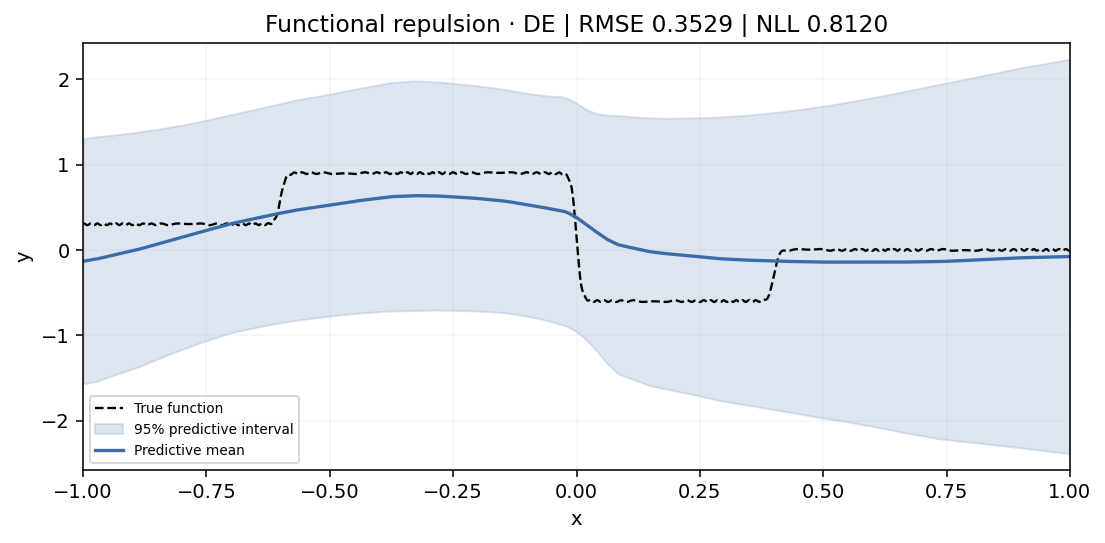 Functional repulsion · DE | RMSE 0.3529 | NLL 0.8120
2
1
0
−1
−2
y
True function
95% predictive interval
Predictive mean
−1.00 −0.75 −0.50 −0.25 0.00 0.25 0.50 0.75 1.00
x